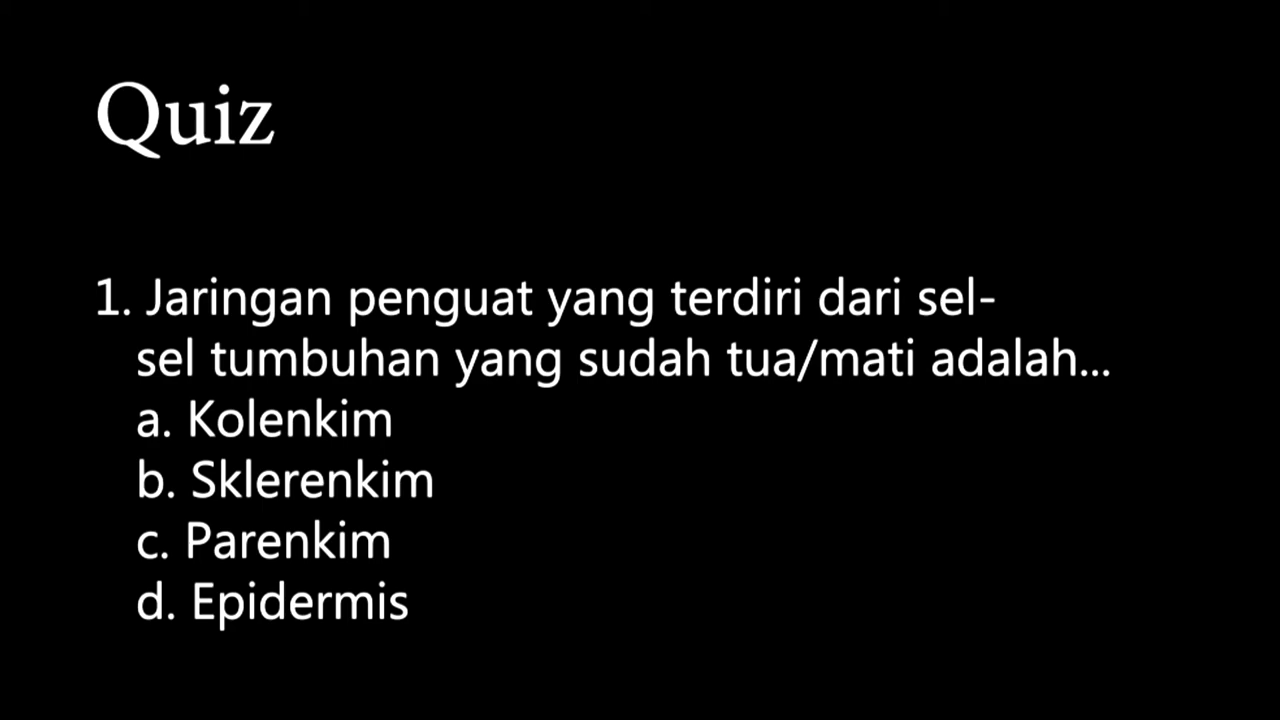 Quiz
1. Jaringan penguat yang terdiri dari sel-
sel tumbuhan yang sudah tua/mati adalah...
a. Kolenkim
b. Sklerenkim
c. Parenkim
d. Epidermis